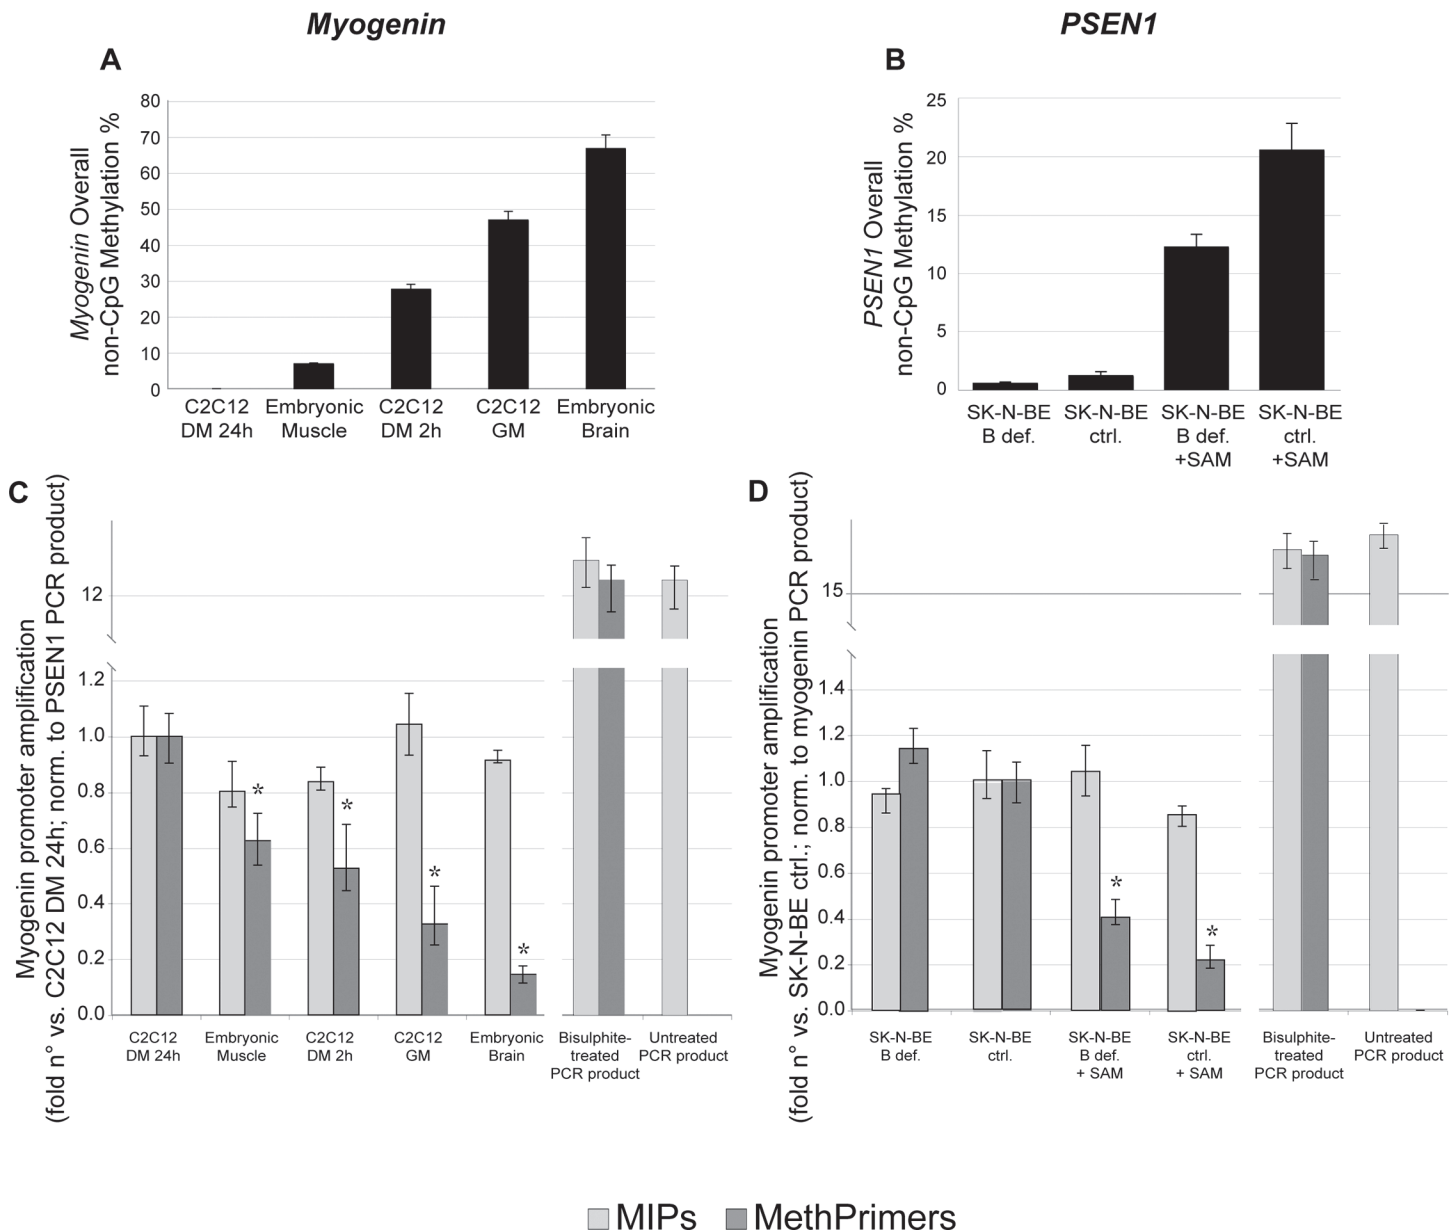 Myogenin
PSEN1
A
Myogenin Overall
non-CpG Methylation %
80
70
60
50
40
30
20
10
0
C2C12
DM 24h
Embryonic
Muscle
C2C12
DM 2h
C2C12
GM
Embryonic
Brain
B
PSEN1 Overall
non-CpG Methylation %
25
20
15
10
5
0
SK-N-BE
B def.
SK-N-BE
ctrl.
SK-N-BE
B def.
+SAM
SK-N-BE
ctrl.
+SAM
C
Myogenin promoter amplification
(fold n° vs. C2C12 DM 24h; norm. to PSEN1 PCR product)
12
1.2
1.0
0.8
0.6
0.4
0.2
0.0
*
*
*
*
C2C12
DM 24h
Embryonic
Muscle
C2C12
DM 2h
C2C12
GM
Embryonic
Brain
Bisulphite-
treated
PCR product
Untreated
PCR product
D
Myogenin promoter amplification
(fold n° vs. SK-N-BE ctrl.; norm. to myogenin PCR product)
15
1.4
1.2
1.0
0.8
0.6
0.4
0.2
0.0
*
*
SK-N-BE
B def.
SK-N-BE
ctrl.
SK-N-BE
B def.
+ SAM
SK-N-BE
ctrl.
+ SAM
Bisulphite-
treated
PCR product
Untreated
PCR product
MIPs
MethPrimers